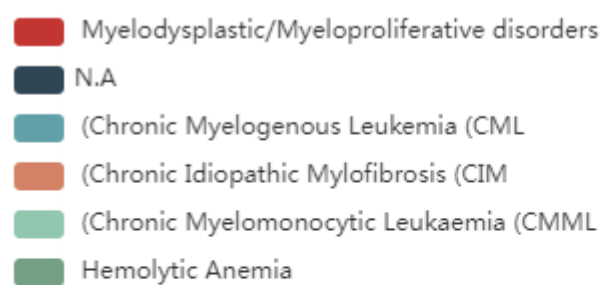 Myelodysplastic/Myeloproliferative disorders
N.A
(Chronic Myelogenous Leukemia (CML
(Chronic Idiopathic Mylofibrosis (CIM
(Chronic Myelomonocytic Leukaemia (CMML
Hemolytic Anemia